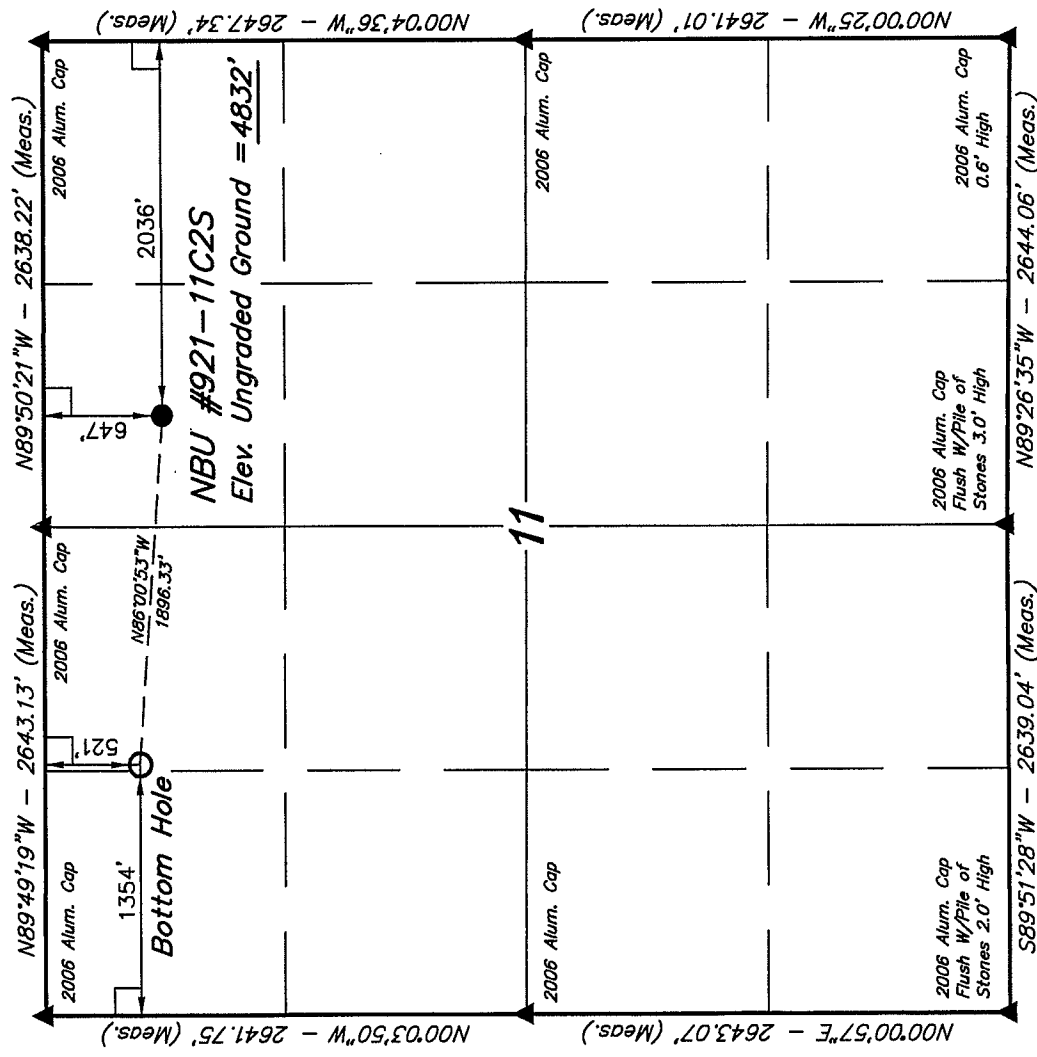 N89°49'19"W - 2643.13' (Meas.)
N89°50'21"W - 2638.22' (Meas.)
2006 Alum. Cap
2006 Alum. Cap
2006 Alum. Cap
521'
647'
1354'
2036'
Bottom Hole
N86°00'53"W
1896.33'
NBU #921-11C2S
Elev. Ungraded Ground = 4832'
N00°03'50"W - 2641.75' (Meas.)
N00°04'36"W - 2647.34' (Meas.)
11
2006 Alum. Cap
2006 Alum. Cap
N00°00'57"E - 2643.07' (Meas.)
N00°00'25"W - 2641.01' (Meas.)
2006 Alum. Cap
Flush W/Pile of
Stones 2.0' High
2006 Alum. Cap
Flush W/Pile of
Stones 3.0' High
2006 Alum. Cap
0.6' High
S89°51'28"W - 2639.04' (Meas.)
N89°26'35"W - 2644.06' (Meas.)